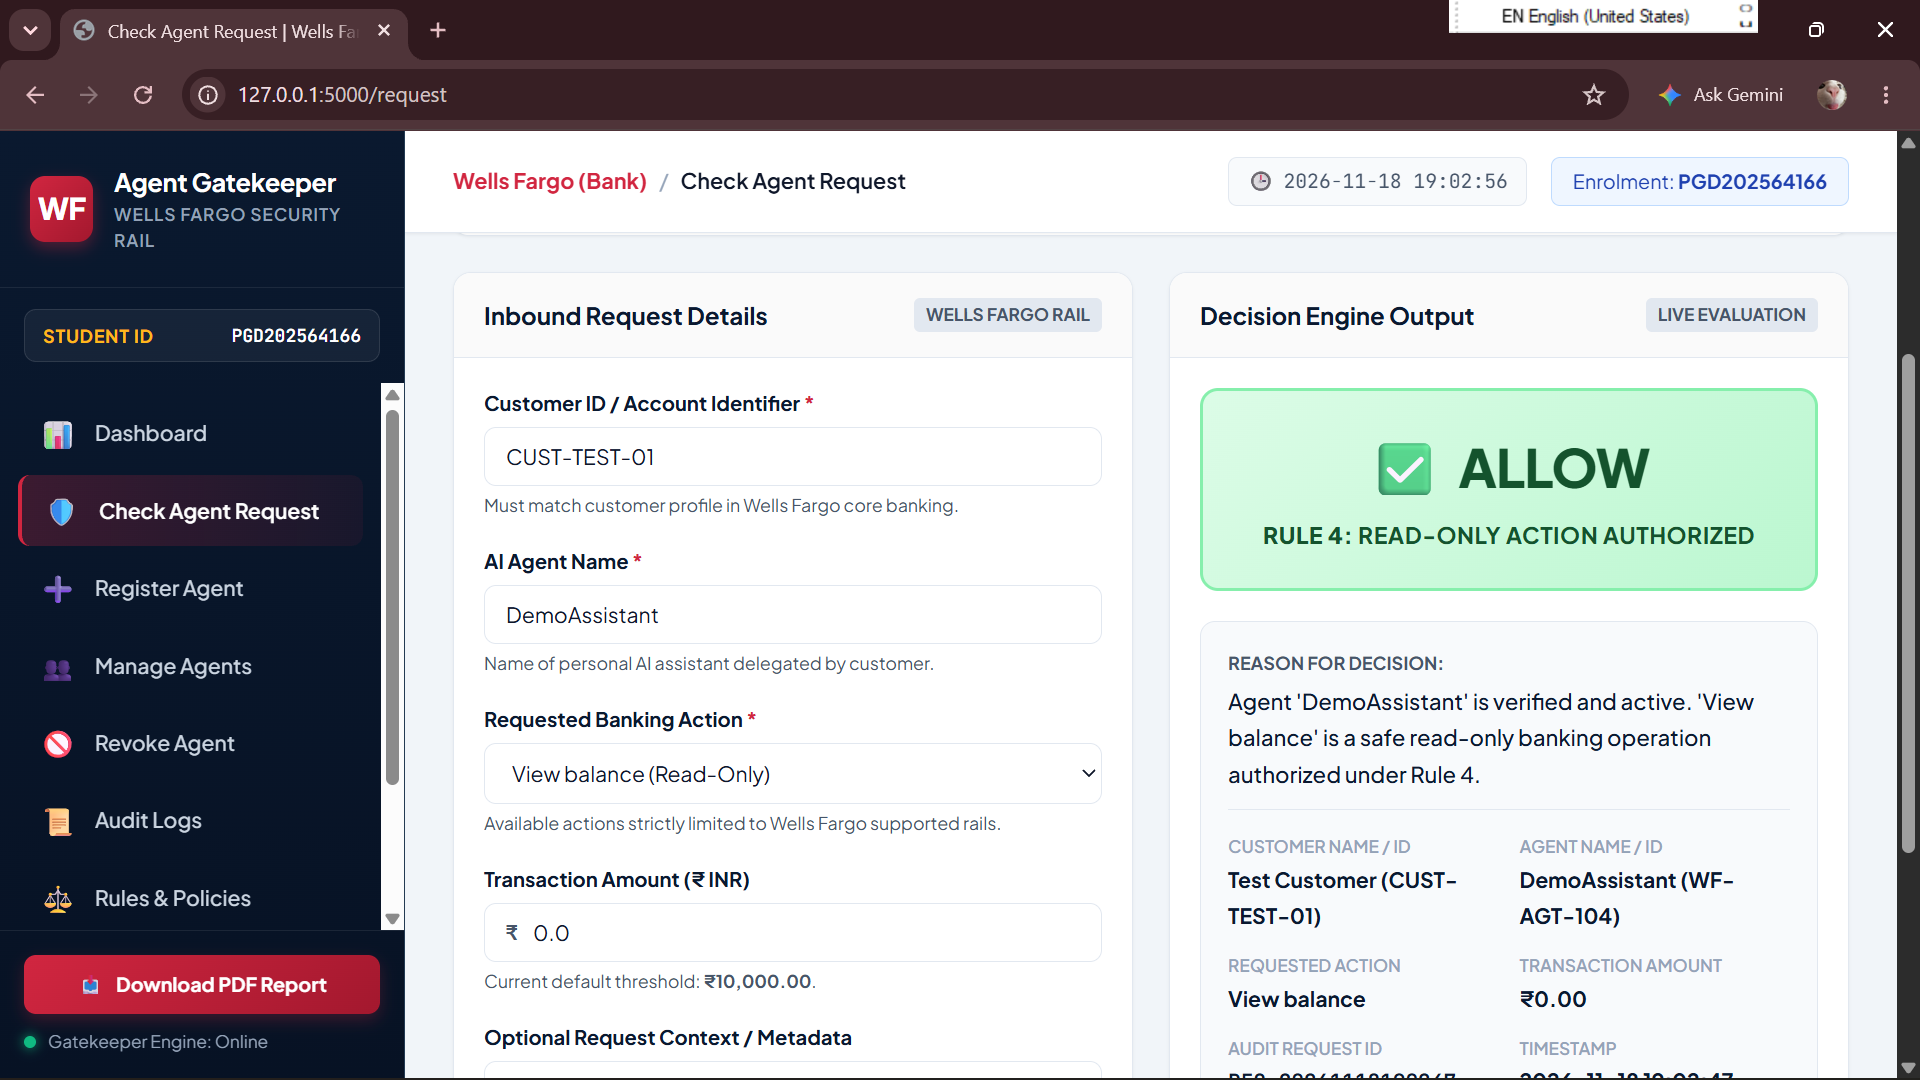 Check Agent Request | Wells Fa
EN English (United States)
127.0.0.1:5000/request
Ask Gemini
WF
Agent Gatekeeper
WELLS FARGO SECURITY
RAIL
STUDENT ID PGD202564166
Dashboard
Check Agent Request
Register Agent
Manage Agents
Revoke Agent
Audit Logs
Rules & Policies
Download PDF Report
Gatekeeper Engine: Online
Wells Fargo (Bank) / Check Agent Request
2026-11-18 19:02:56
Enrolment: PGD202564166
Inbound Request Details
WELLS FARGO RAIL
Customer ID / Account Identifier *
CUST-TEST-01
Must match customer profile in Wells Fargo core banking.
AI Agent Name *
DemoAssistant
Name of personal AI assistant delegated by customer.
Requested Banking Action *
View balance (Read-Only)
Available actions strictly limited to Wells Fargo supported rails.
Transaction Amount (₹ INR)
₹ 0.0
Current default threshold: ₹10,000.00.
Optional Request Context / Metadata
Decision Engine Output
LIVE EVALUATION
ALLOW
RULE 4: READ-ONLY ACTION AUTHORIZED
REASON FOR DECISION:
Agent 'DemoAssistant' is verified and active. 'View
balance' is a safe read-only banking operation
authorized under Rule 4.
CUSTOMER NAME / ID
Test Customer (CUST-
TEST-01)
AGENT NAME / ID
DemoAssistant (WF-
AGT-104)
REQUESTED ACTION
View balance
TRANSACTION AMOUNT
₹0.00
AUDIT REQUEST ID
TIMESTAMP